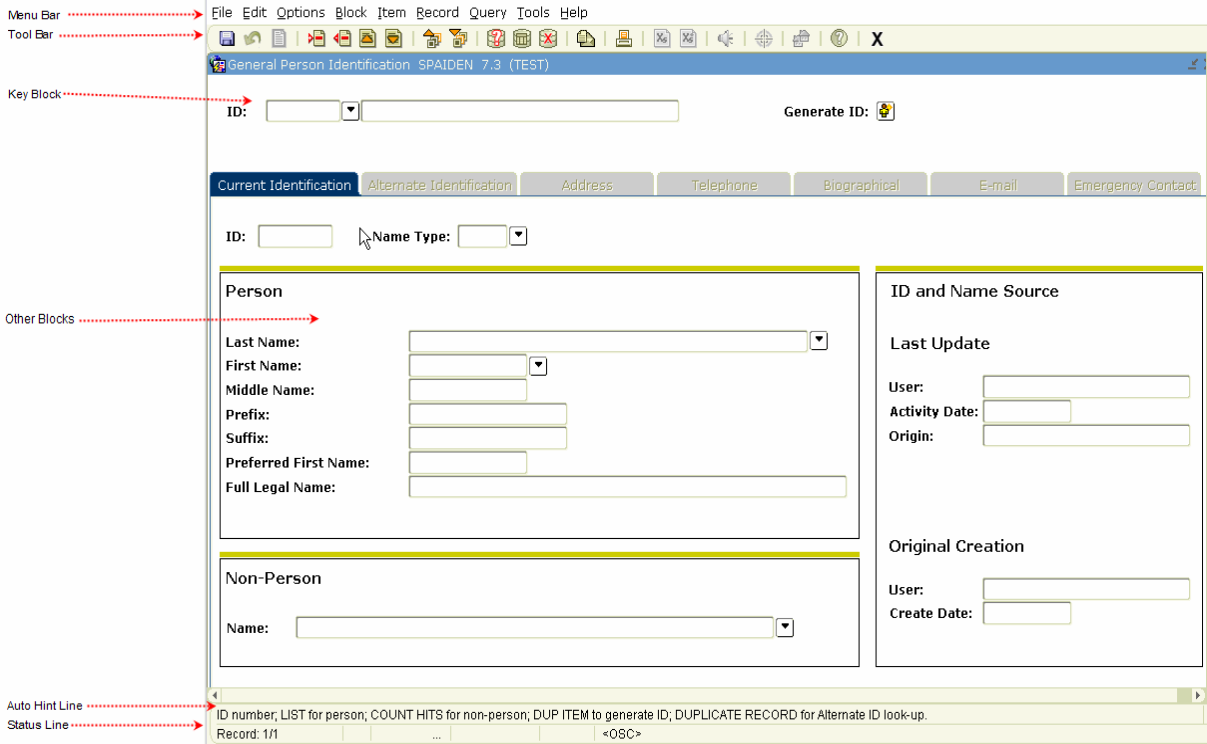 Menu Bar
File Edit Options Block Item Record Query Tools Help
Tool Bar
X
General Person Identification SPAIDEN 7.3 (TEST)
Key Block
ID:
Generate ID:
Current Identification Alternate Identification Address Telephone Biographical E-mail Emergency Contact
ID: Name Type:
Person
ID and Name Source
Other Blocks
Last Name:
Last Update
First Name:
Middle Name:
User:
Prefix:
Activity Date:
Suffix:
Origin:
Preferred First Name:
Full Legal Name:
Original Creation
Non-Person
User:
Create Date:
Name:
Auto Hint Line
ID number; LIST for person; COUNT HITS for non-person; DUP ITEM to generate ID; DUPLICATE RECORD for Alternate ID look-up.
Status Line
Record: 1/1 ... <OSC>